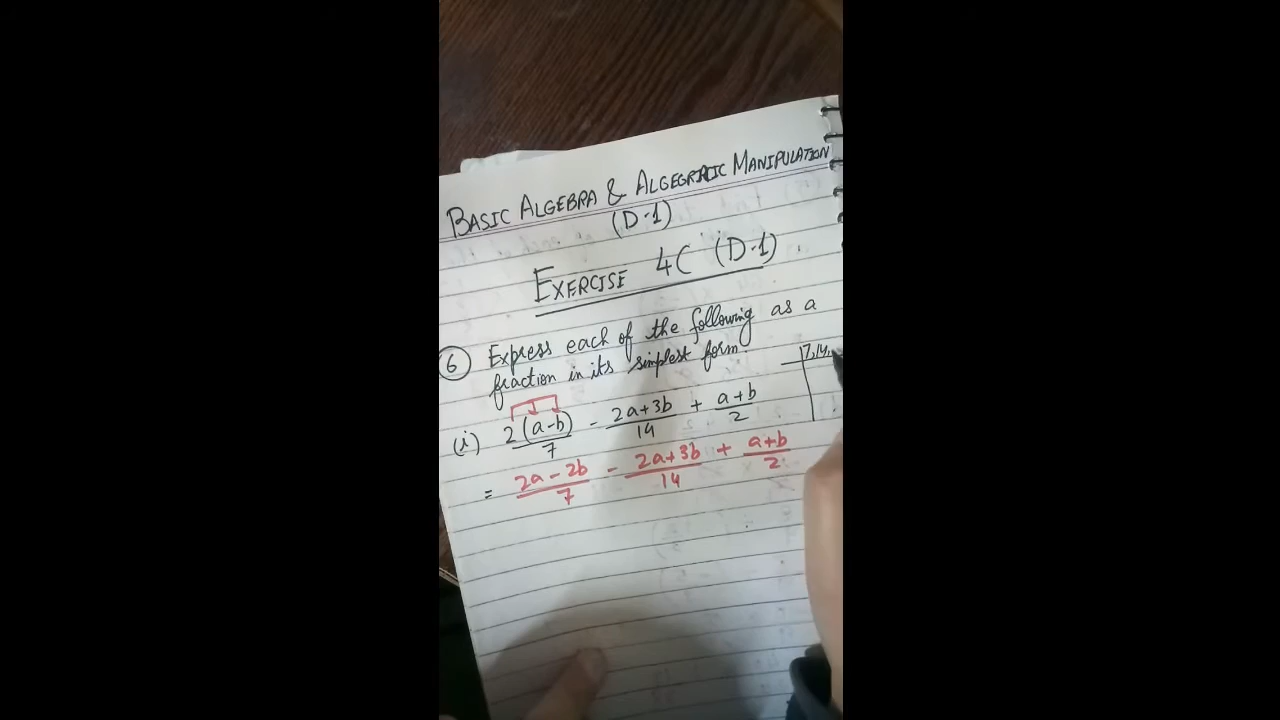 BASIC ALGEBRA & ALGEGRAIC MANIPULATION
(D-1)
EXERCISE 4C (D-1)
6 Express each of the following as a
fraction in its simplest form.
7,14,
(i) 2(a-b)/7 - 2a+3b/14 + a+b/2
= 2a-2b/7 - 2a+3b/14 + a+b/2